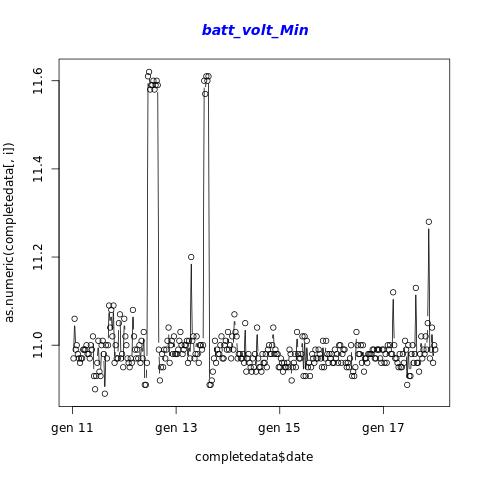 batt_volt_Min
as.numeric(completedata[, i])
11.6
11.4
11.2
11.0
gen 11
gen 13
gen 15
gen 17
completedata$date